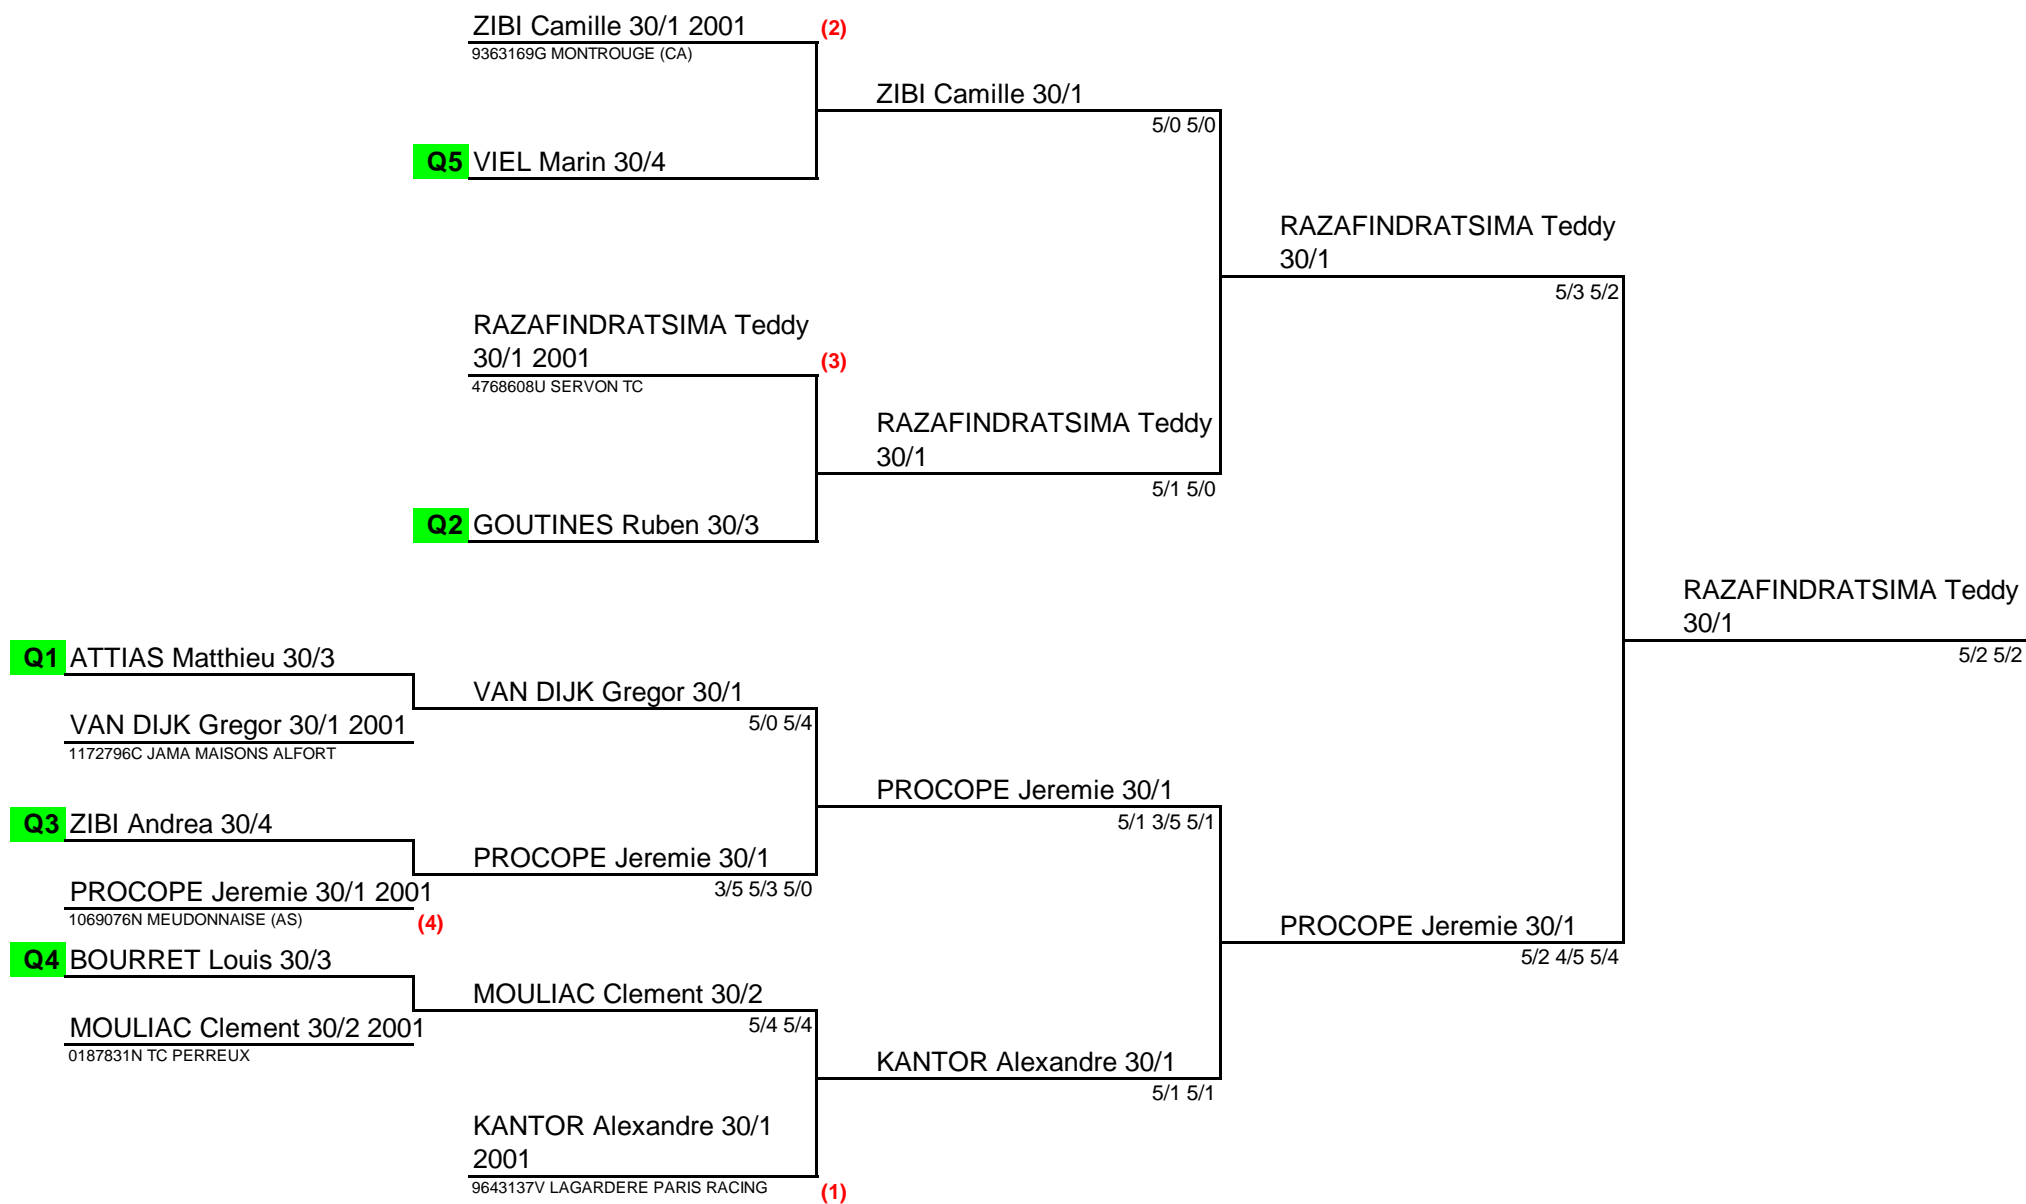 ZIBI Camille 30/1 2001
(2)
9363169G MONTROUGE (CA)
ZIBI Camille 30/1
5/0 5/0
Q5 VIEL Marin 30/4
RAZAFINDRATSIMA Teddy
30/1
5/3 5/2
RAZAFINDRATSIMA Teddy
30/1 2001
(3)
4768608U SERVON TC
RAZAFINDRATSIMA Teddy
30/1
5/1 5/0
Q2 GOUTINES Ruben 30/3
RAZAFINDRATSIMA Teddy
30/1
5/2 5/2
Q1 ATTIAS Matthieu 30/3
VAN DIJK Gregor 30/1
5/0 5/4
VAN DIJK Gregor 30/1 2001
1172796C JAMA MAISONS ALFORT
PROCOPE Jeremie 30/1
5/1 3/5 5/1
Q3 ZIBI Andrea 30/4
PROCOPE Jeremie 30/1
3/5 5/3 5/0
PROCOPE Jeremie 30/1 2001
1069076N MEUDONNAISE (AS)
(4)
PROCOPE Jeremie 30/1
5/2 4/5 5/4
Q4 BOURRET Louis 30/3
MOULIAC Clement 30/2
5/4 5/4
MOULIAC Clement 30/2 2001
0187831N TC PERREUX
KANTOR Alexandre 30/1
5/1 5/1
KANTOR Alexandre 30/1
2001
9643137V LAGARDERE PARIS RACING
(1)